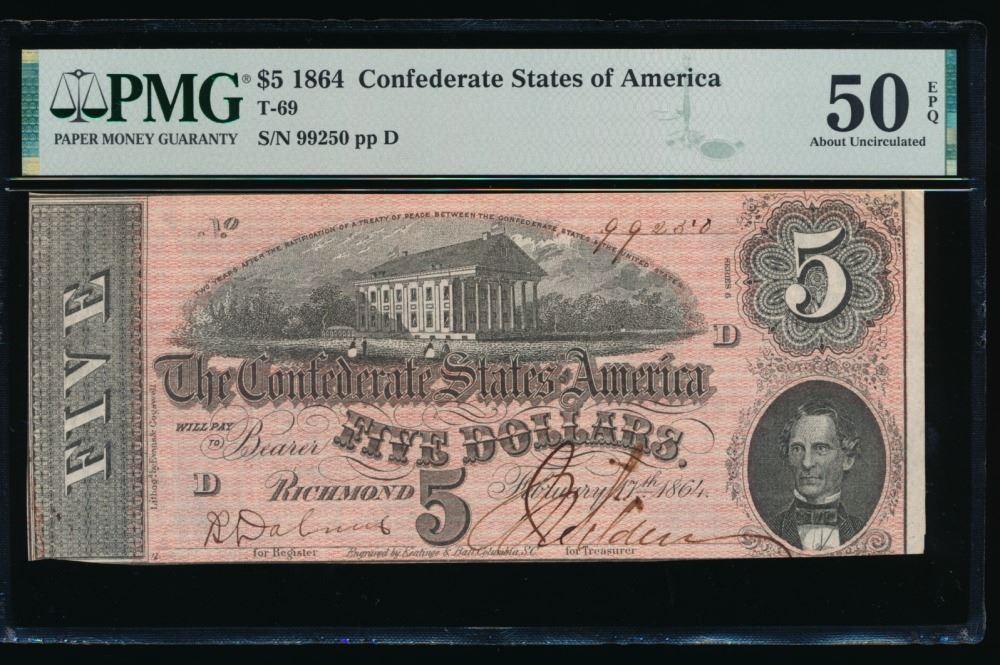 PMG® $5 1864 Confederate States of America 50 EPQ
T-69
PAPER MONEY GUARANTY S/N 99250 pp D About Uncirculated
TWO YEARS AFTER THE RATIFICATION OF A TREATY OF PEACE BETWEEN THE CONFEDERATE STATES & THE UNITED STATES
No 99250
5
SERIES 6
D
FIVE
The Confederate States of America
WILL PAY TO Bearer FIVE DOLLARS.
D RICHMOND 5 February 17th 1864.
for Register Engraved by Keatinge & Ball, Columbia, S.C. for Treasurer